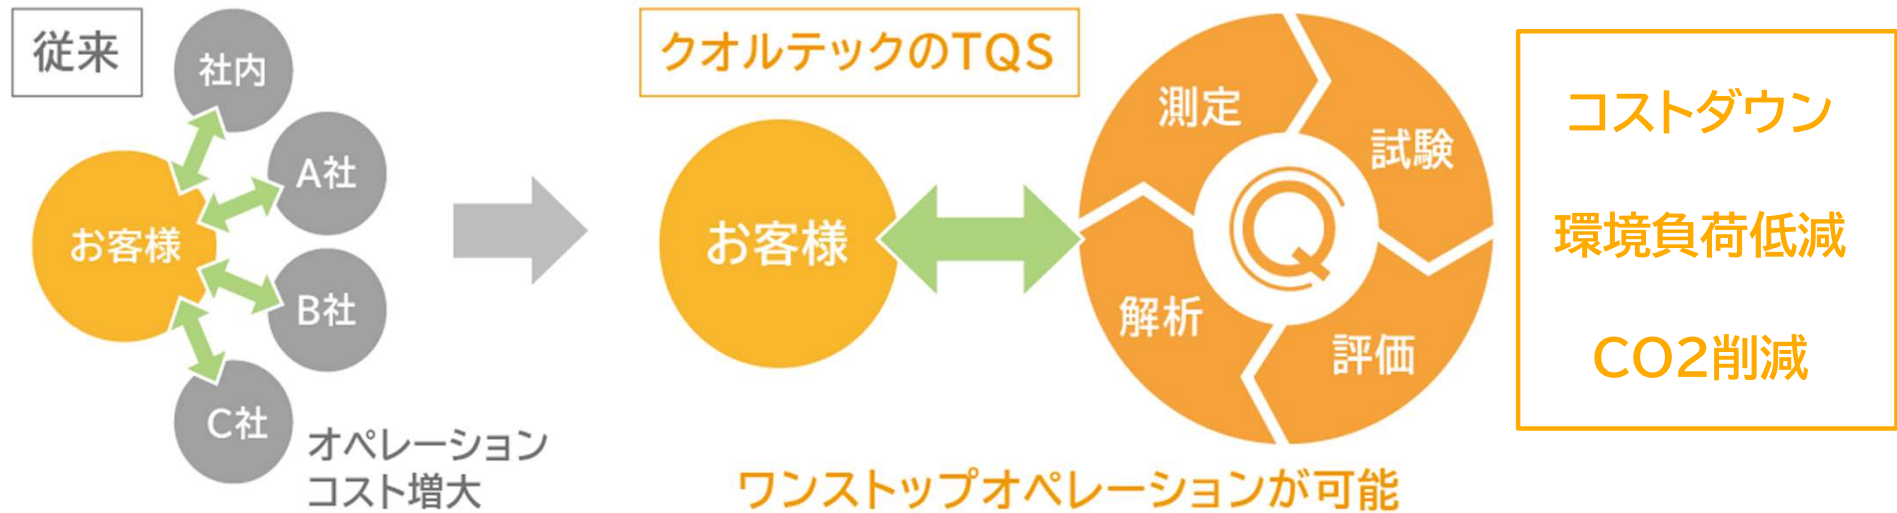 従来
社内
A社
お客様
B社
C社
オペレーション
コスト増大
クオルテックのTQS
お客様
測定
試験
解析
評価
Q
ワンストップオペレーションが可能
コストダウン
環境負荷低減
CO2削減